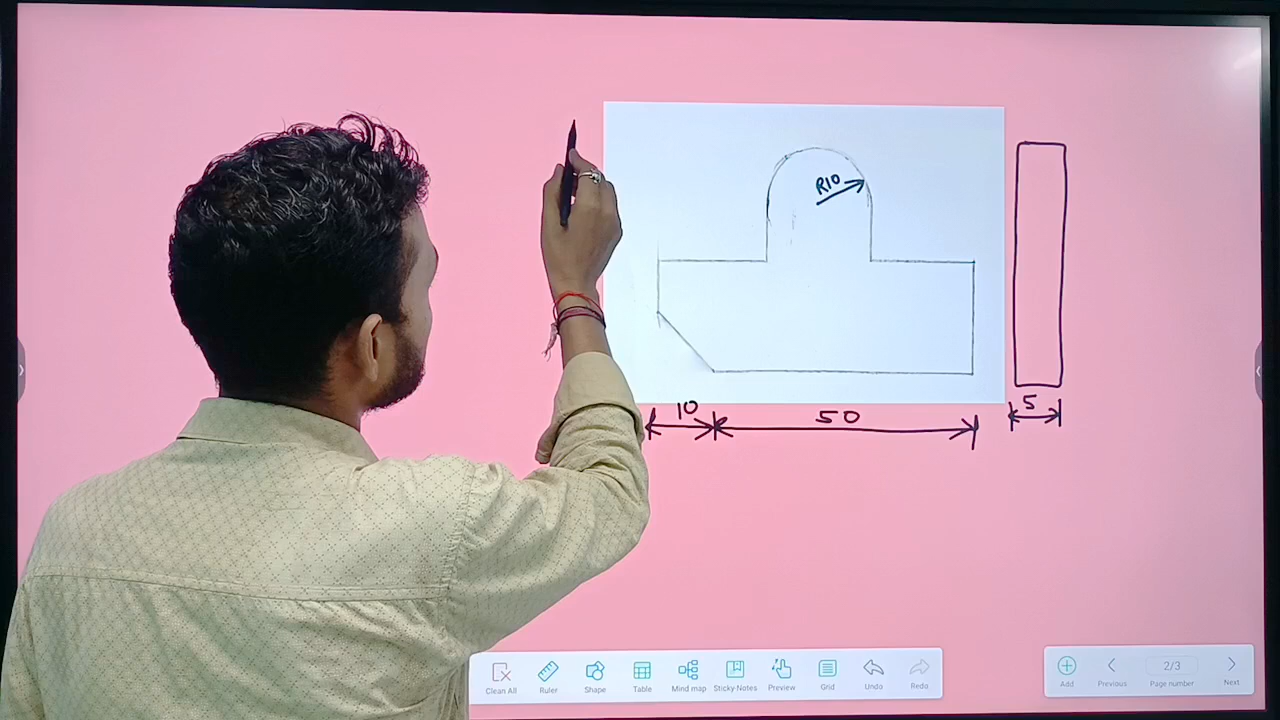 R10
10
50
5
Clean All Ruler Shape Table Mind map Sticky Notes Preview Grid Undo Redo
Add Previous 2/3 Page number Next